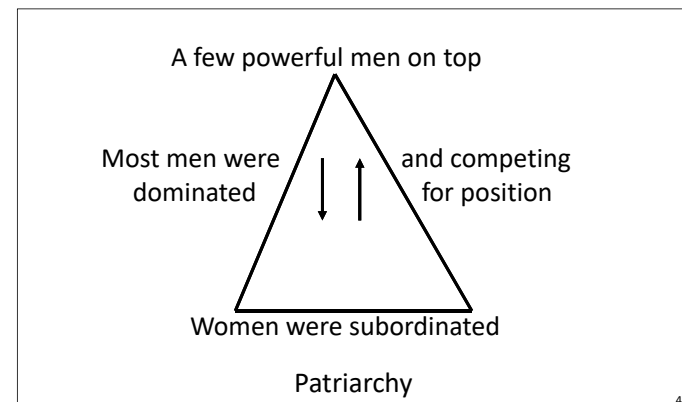 A few powerful men on top
Most men were
dominated
and competing
for position
Women were subordinated
Patriarchy
4